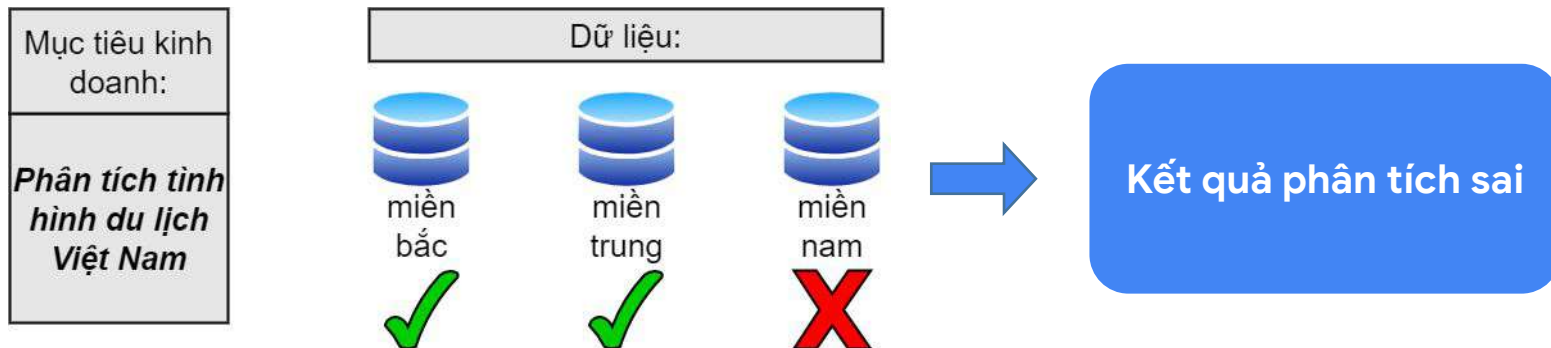 Mục tiêu kinh
doanh:
Phân tích tình
hình du lịch
Việt Nam
Dữ liệu:
miền
bắc
miền
trung
miền
nam
Kết quả phân tích sai